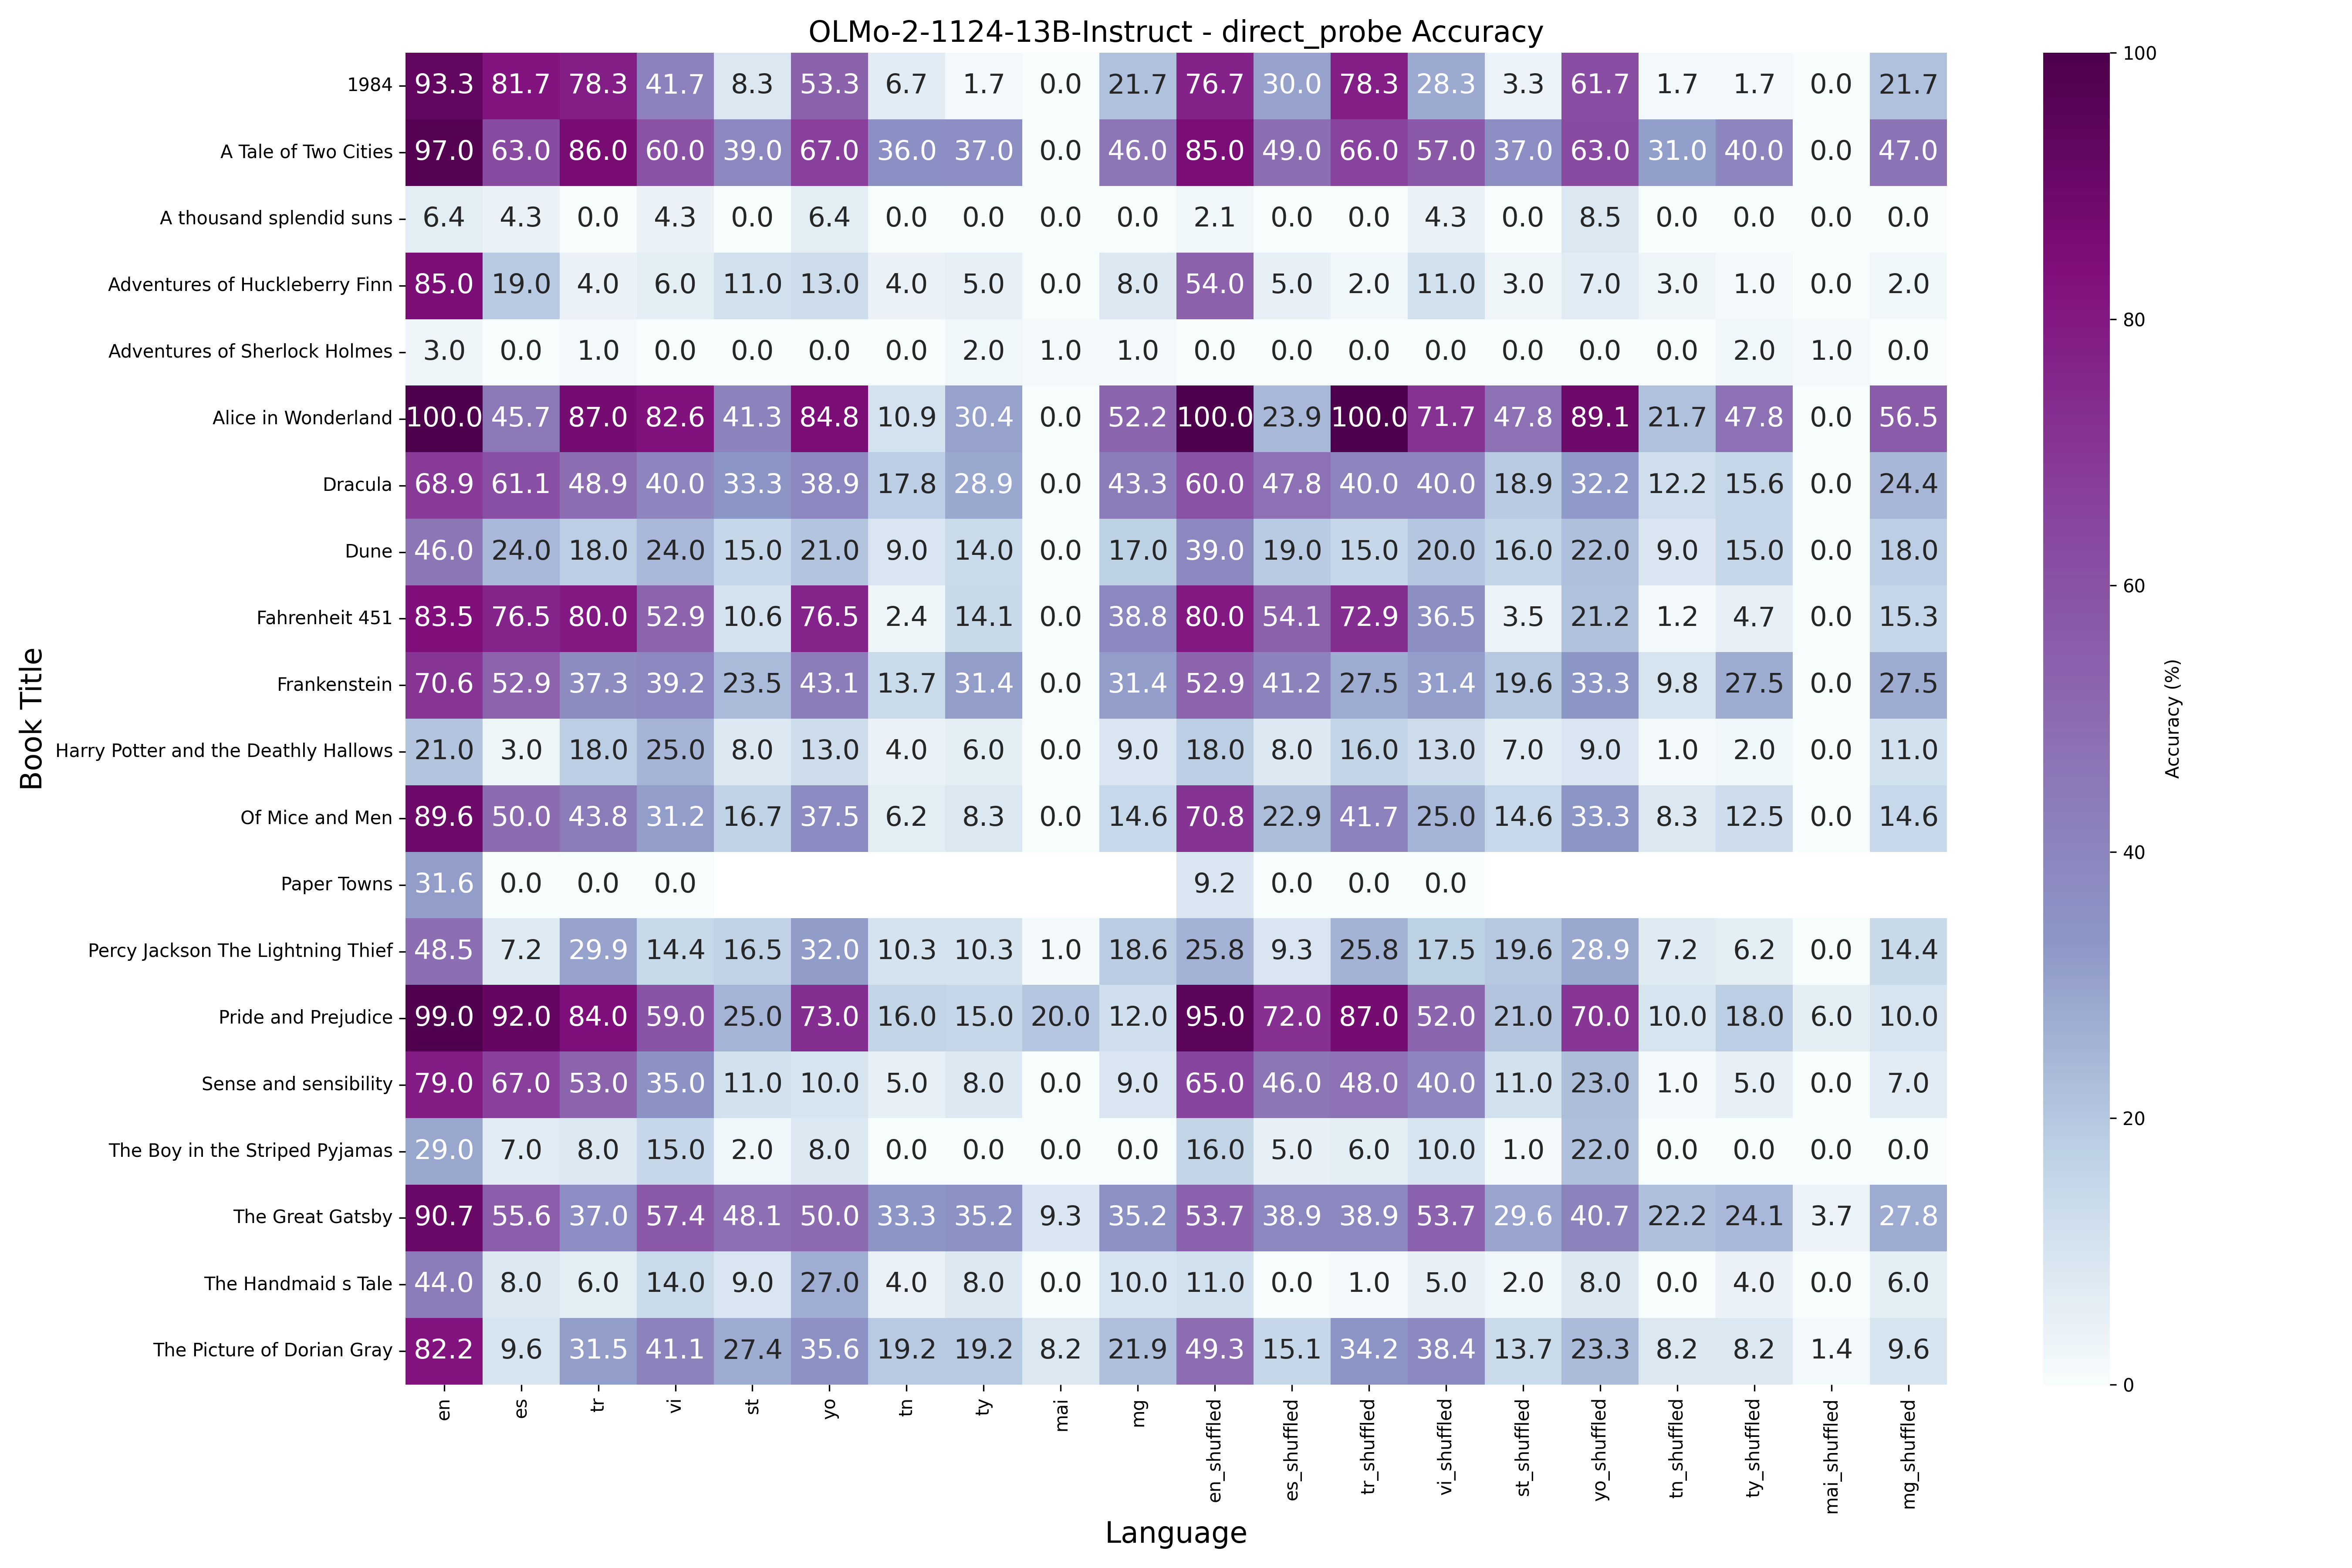 OLMo-2-1124-13B-Instruct - direct_probe Accuracy
Book Title
1984 93.3 81.7 78.3 41.7 8.3 53.3 6.7 1.7 0.0 21.7 76.7 30.0 78.3 28.3 3.3 61.7 1.7 1.7 0.0 21.7
A Tale of Two Cities 97.0 63.0 86.0 60.0 39.0 67.0 36.0 37.0 0.0 46.0 85.0 49.0 66.0 57.0 37.0 63.0 31.0 40.0 0.0 47.0
A thousand splendid suns 6.4 4.3 0.0 4.3 0.0 6.4 0.0 0.0 0.0 0.0 2.1 0.0 0.0 4.3 0.0 8.5 0.0 0.0 0.0 0.0
Adventures of Huckleberry Finn 85.0 19.0 4.0 6.0 11.0 13.0 4.0 5.0 0.0 8.0 54.0 5.0 2.0 11.0 3.0 7.0 3.0 1.0 0.0 2.0
Adventures of Sherlock Holmes 3.0 0.0 1.0 0.0 0.0 0.0 0.0 2.0 1.0 1.0 0.0 0.0 0.0 0.0 0.0 0.0 0.0 2.0 1.0 0.0
Alice in Wonderland 100.0 45.7 87.0 82.6 41.3 84.8 10.9 30.4 0.0 52.2 100.0 23.9 100.0 71.7 47.8 89.1 21.7 47.8 0.0 56.5
Dracula 68.9 61.1 48.9 40.0 33.3 38.9 17.8 28.9 0.0 43.3 60.0 47.8 40.0 40.0 18.9 32.2 12.2 15.6 0.0 24.4
Dune 46.0 24.0 18.0 24.0 15.0 21.0 9.0 14.0 0.0 17.0 39.0 19.0 15.0 20.0 16.0 22.0 9.0 15.0 0.0 18.0
Fahrenheit 451 83.5 76.5 80.0 52.9 10.6 76.5 2.4 14.1 0.0 38.8 80.0 54.1 72.9 36.5 3.5 21.2 1.2 4.7 0.0 15.3
Frankenstein 70.6 52.9 37.3 39.2 23.5 43.1 13.7 31.4 0.0 31.4 52.9 41.2 27.5 31.4 19.6 33.3 9.8 27.5 0.0 27.5
Harry Potter and the Deathly Hallows 21.0 3.0 18.0 25.0 8.0 13.0 4.0 6.0 0.0 9.0 18.0 8.0 16.0 13.0 7.0 9.0 1.0 2.0 0.0 11.0
Of Mice and Men 89.6 50.0 43.8 31.2 16.7 37.5 6.2 8.3 0.0 14.6 70.8 22.9 41.7 25.0 14.6 33.3 8.3 12.5 0.0 14.6
Paper Towns 31.6 0.0 0.0 0.0 9.2 0.0 0.0 0.0
Percy Jackson The Lightning Thief 48.5 7.2 29.9 14.4 16.5 32.0 10.3 10.3 1.0 18.6 25.8 9.3 25.8 17.5 19.6 28.9 7.2 6.2 0.0 14.4
Pride and Prejudice 99.0 92.0 84.0 59.0 25.0 73.0 16.0 15.0 20.0 12.0 95.0 72.0 87.0 52.0 21.0 70.0 10.0 18.0 6.0 10.0
Sense and sensibility 79.0 67.0 53.0 35.0 11.0 10.0 5.0 8.0 0.0 9.0 65.0 46.0 48.0 40.0 11.0 23.0 1.0 5.0 0.0 7.0
The Boy in the Striped Pyjamas 29.0 7.0 8.0 15.0 2.0 8.0 0.0 0.0 0.0 0.0 16.0 5.0 6.0 10.0 1.0 22.0 0.0 0.0 0.0 0.0
The Great Gatsby 90.7 55.6 37.0 57.4 48.1 50.0 33.3 35.2 9.3 35.2 53.7 38.9 38.9 53.7 29.6 40.7 22.2 24.1 3.7 27.8
The Handmaid s Tale 44.0 8.0 6.0 14.0 9.0 27.0 4.0 8.0 0.0 10.0 11.0 0.0 1.0 5.0 2.0 8.0 0.0 4.0 0.0 6.0
The Picture of Dorian Gray 82.2 9.6 31.5 41.1 27.4 35.6 19.2 19.2 8.2 21.9 49.3 15.1 34.2 38.4 13.7 23.3 8.2 8.2 1.4 9.6
en es tr vi st yo tn ty mai mg en_shuffled es_shuffled tr_shuffled vi_shuffled st_shuffled yo_shuffled tn_shuffled ty_shuffled mai_shuffled mg_shuffled
Language
100
80
60
40
20
0
Accuracy (%)